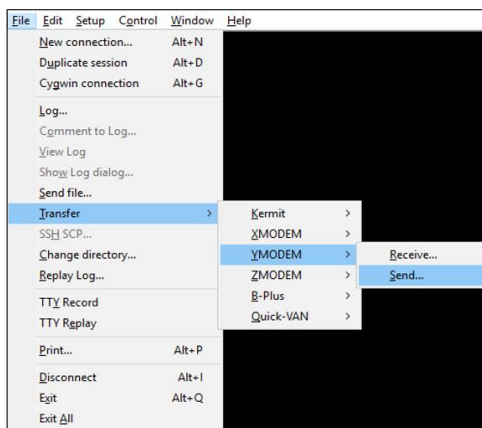 File Edit Setup Control Window Help
New connection... Alt+N
Duplicate session Alt+D
Cygwin connection Alt+G
Log...
Comment to Log...
View Log
Show Log dialog...
Send file...
Transfer >
SSH SCP...
Change directory...
Replay Log...
TTY Record
TTY Replay
Print... Alt+P
Disconnect Alt+I
Exit Alt+Q
Exit All
Kermit >
XMODEM >
YMODEM >
ZMODEM >
B-Plus >
Quick-VAN >
Receive...
Send...